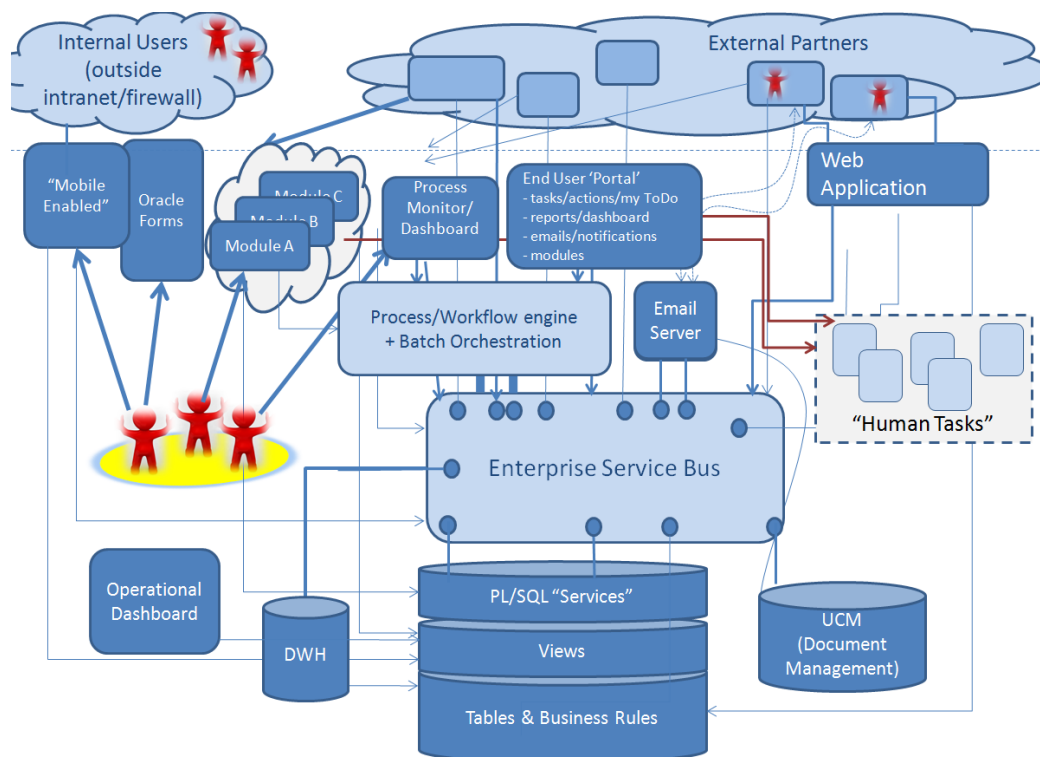 Internal Users
(outside
intranet/firewall)
External Partners
"Mobile
Enabled"
Oracle
Forms
Module C
Module B
Module A
Process
Monitor/
Dashboard
End User 'Portal'
- tasks/actions/my ToDo
- reports/dashboard
- emails/notifications
- modules
Web
Application
Process/Workflow engine
+ Batch Orchestration
Email
Server
"Human Tasks"
Enterprise Service Bus
Operational
Dashboard
DWH
PL/SQL "Services"
Views
Tables & Business Rules
UCM
(Document
Management)